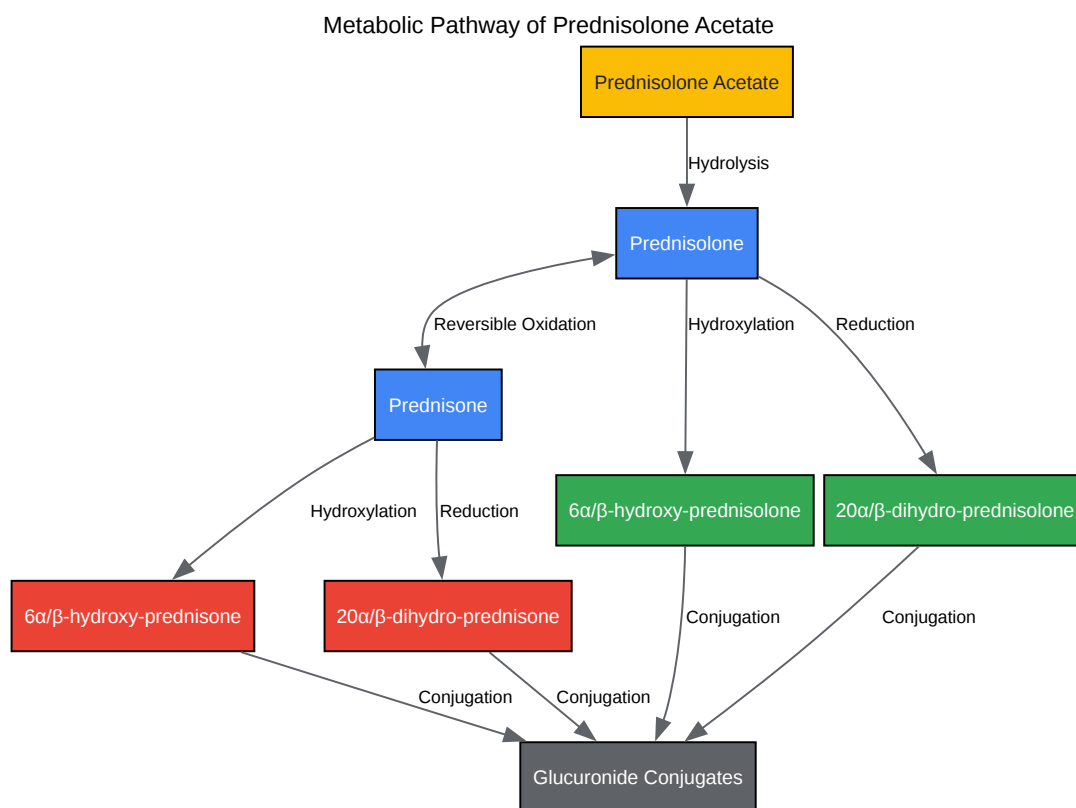 Metabolic Pathway of Prednisolone Acetate
Prednisolone Acetate
Hydrolysis
Prednisolone
Reversible Oxidation
Hydroxylation
Reduction
Prednisone
Hydroxylation
Reduction
6α/β-hydroxy-prednisolone
20α/β-dihydro-prednisolone
6α/β-hydroxy-prednisone
20α/β-dihydro-prednisone
Conjugation
Conjugation
Conjugation
Conjugation
Glucuronide Conjugates